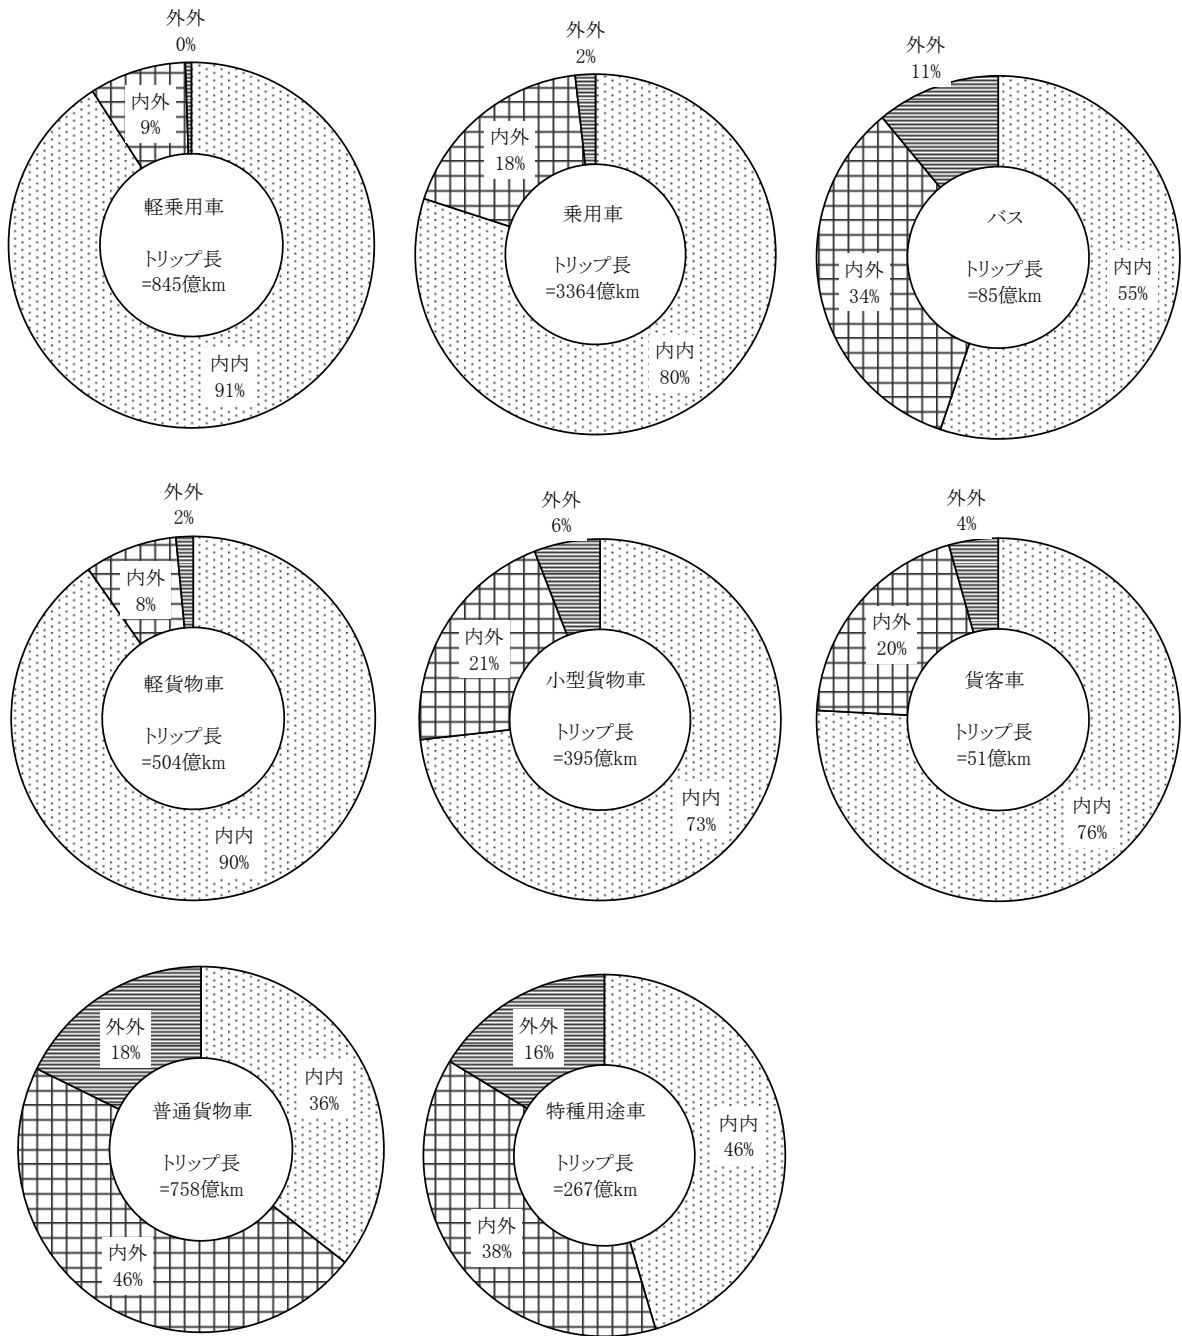 外外
0%
内外
9%
軽乗用車
トリップ長
=845億km
内内
91%
外外
2%
内外
18%
乗用車
トリップ長
=3364億km
内内
80%
外外
11%
内外
34%
バス
トリップ長
=85億km
内内
55%
外外
2%
内外
8%
軽貨物車
トリップ長
=504億km
内内
90%
外外
6%
内外
21%
小型貨物車
トリップ長
=395億km
内内
73%
外外
4%
内外
20%
貨客車
トリップ長
=51億km
内内
76%
外外
18%
内内
36%
普通貨物車
トリップ長
=758億km
内外
46%
外外
16%
内内
46%
特種用途車
トリップ長
=267億km
内外
38%